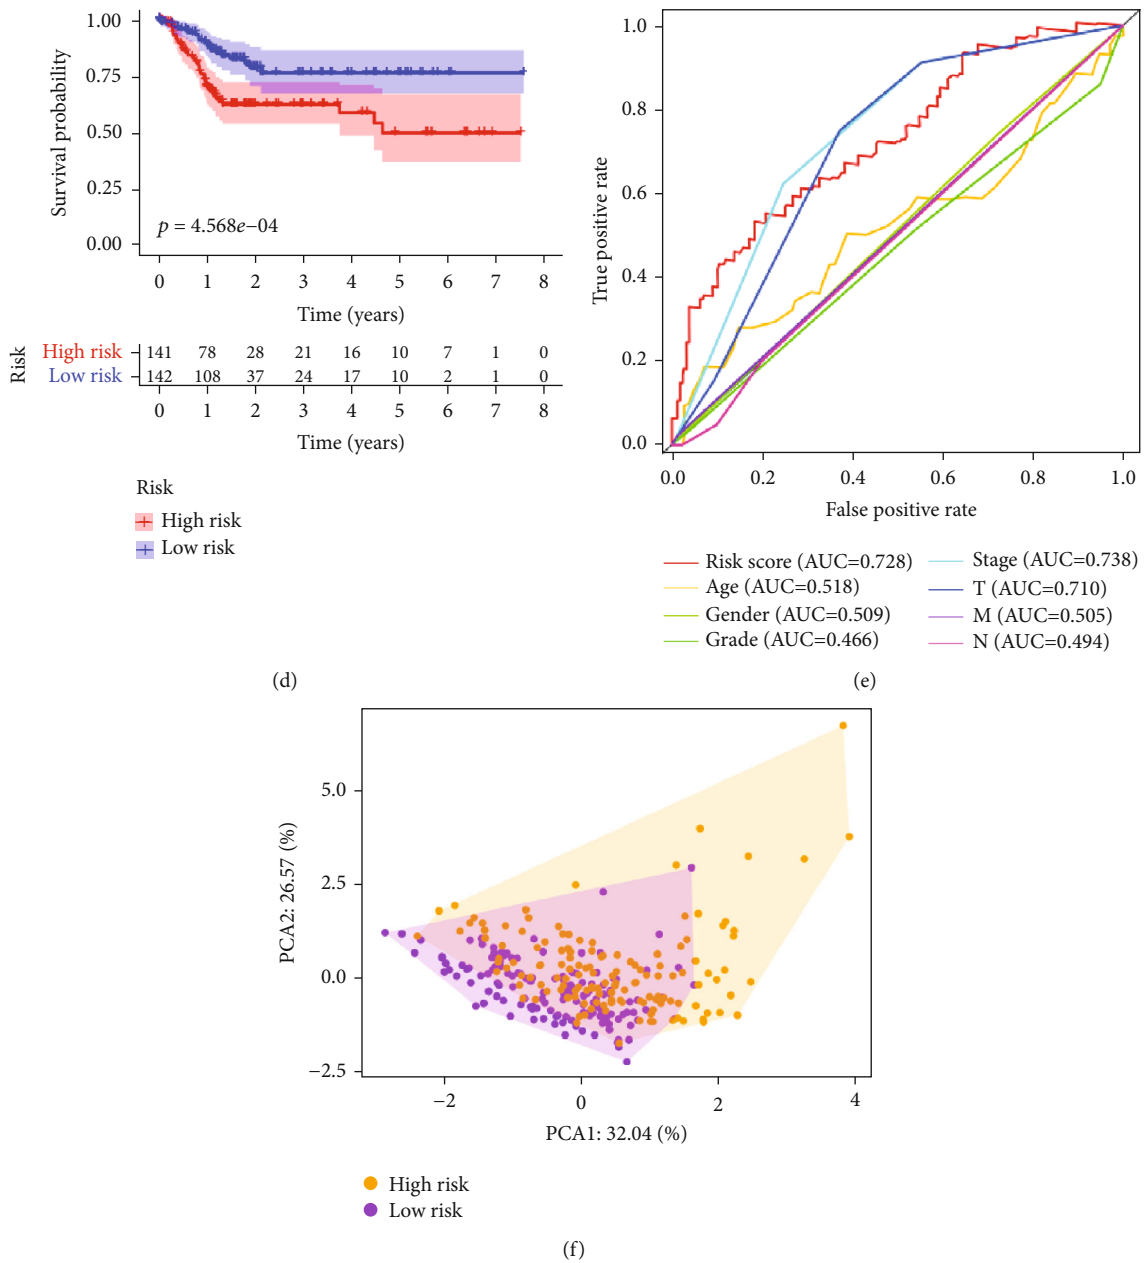 1.00
0.75
0.50
0.25
0.00
Survival probability
p = 4.568e−04
0 1 2 3 4 5 6 7 8
Time (years)
Risk
High risk 141 78 28 21 16 10 7 1 0
Low risk 142 108 37 24 17 10 2 1 0
0 1 2 3 4 5 6 7 8
Time (years)
Risk
High risk
Low risk
(d)
1.0
0.8
0.6
0.4
0.2
0.0
True positive rate
0.0 0.2 0.4 0.6 0.8 1.0
False positive rate
Risk score (AUC=0.728)
Age (AUC=0.518)
Gender (AUC=0.509)
Grade (AUC=0.466)
Stage (AUC=0.738)
T (AUC=0.710)
M (AUC=0.505)
N (AUC=0.494)
(e)
5.0
2.5
0.0
−2.5
PCA2: 26.57 (%)
−2 0 2 4
PCA1: 32.04 (%)
High risk
Low risk
(f)